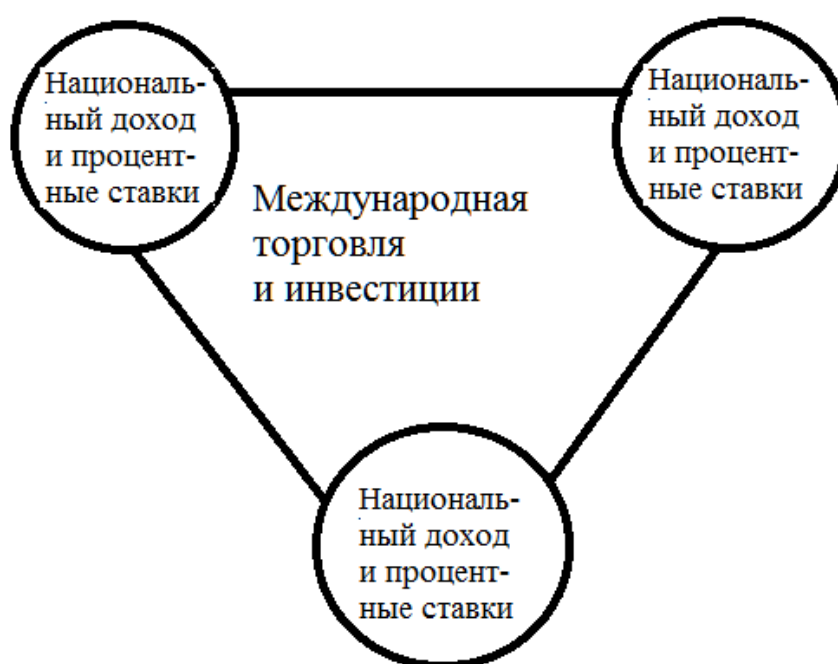 Националь-
ный доход
и процент-
ные ставки
Националь-
ный доход
и процент-
ные ставки
Международная
торговля
и инвестиции
Националь-
ный доход
и процент-
ные ставки